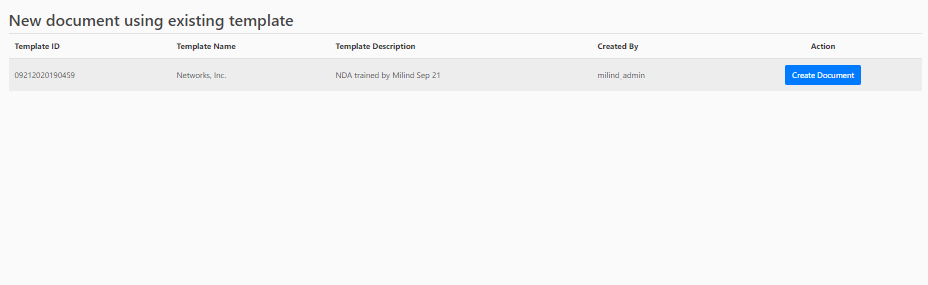 New document using existing template
Template ID Template Name Template Description Created By Action
09212020190459 Networks, Inc. NDA trained by Milind Sep 21 milind_admin Create Document